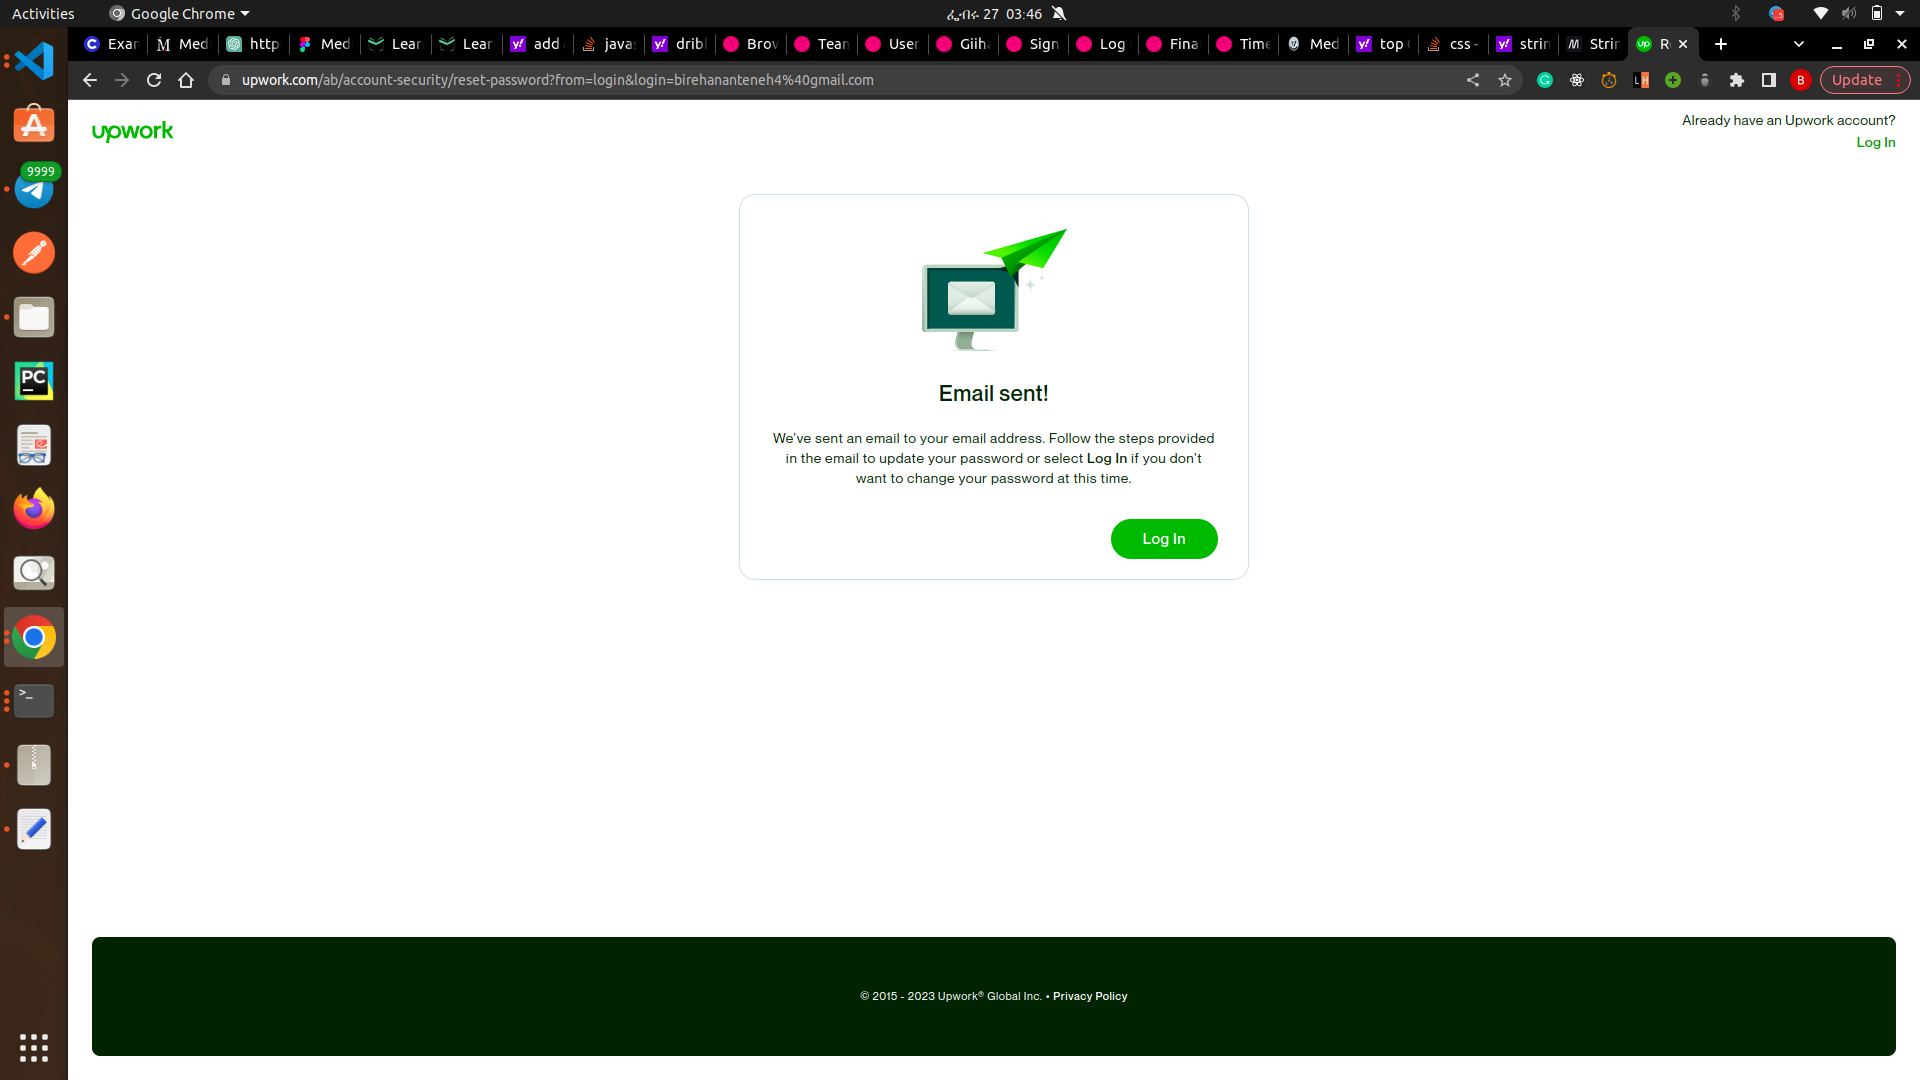 Activities
Google Chrome
ፌብሩ 27 03:46
Exar
Med
http
Med
Lear
Lear
add
java
dribl
Brov
Tean
User
Giiha
Sign
Log
Fina
Time
Med
top
css -
strin
Strin
R
upwork.com/ab/account-security/reset-password?from=login&login=birehananteneh4%40gmail.com
B
Update
9999
PC
upwork
Already have an Upwork account?
Log In
Email sent!
We've sent an email to your email address. Follow the steps provided
in the email to update your password or select Log In if you don't
want to change your password at this time.
Log In
© 2015 - 2023 Upwork® Global Inc. • Privacy Policy